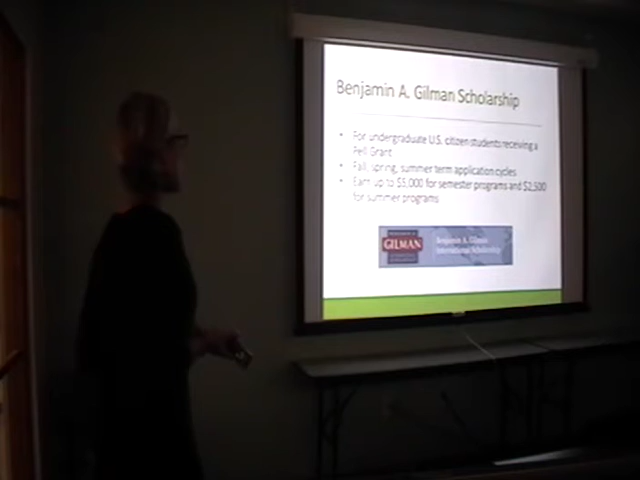 Benjamin A. Gilman Scholarship
• For undergraduate U.S. citizen students receiving a
Pell Grant
• Fall, spring, summer term application cycles
• Earn up to $5,000 for semester programs and $2,500
for summer programs
GILMAN
Benjamin A. Gilman
International Scholarship